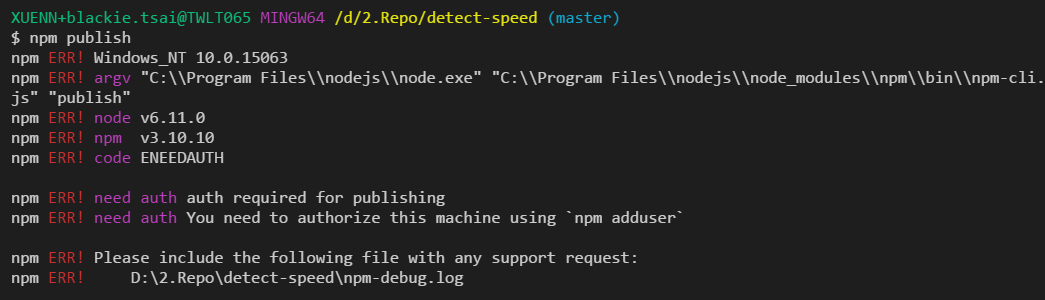 XUENN+blackie.tsai@TWLT065 MINGW64 /d/2.Repo/detect-speed (master)
$ npm publish
npm ERR! Windows_NT 10.0.15063
npm ERR! argv "C:\\Program Files\\nodejs\\node.exe" "C:\\Program Files\\nodejs\\node_modules\\npm\\bin\\npm-cli.
js" "publish"
npm ERR! node v6.11.0
npm ERR! npm  v3.10.10
npm ERR! code ENEEDAUTH

npm ERR! need auth auth required for publishing
npm ERR! need auth You need to authorize this machine using `npm adduser`

npm ERR! Please include the following file with any support request:
npm ERR!     D:\2.Repo\detect-speed\npm-debug.log